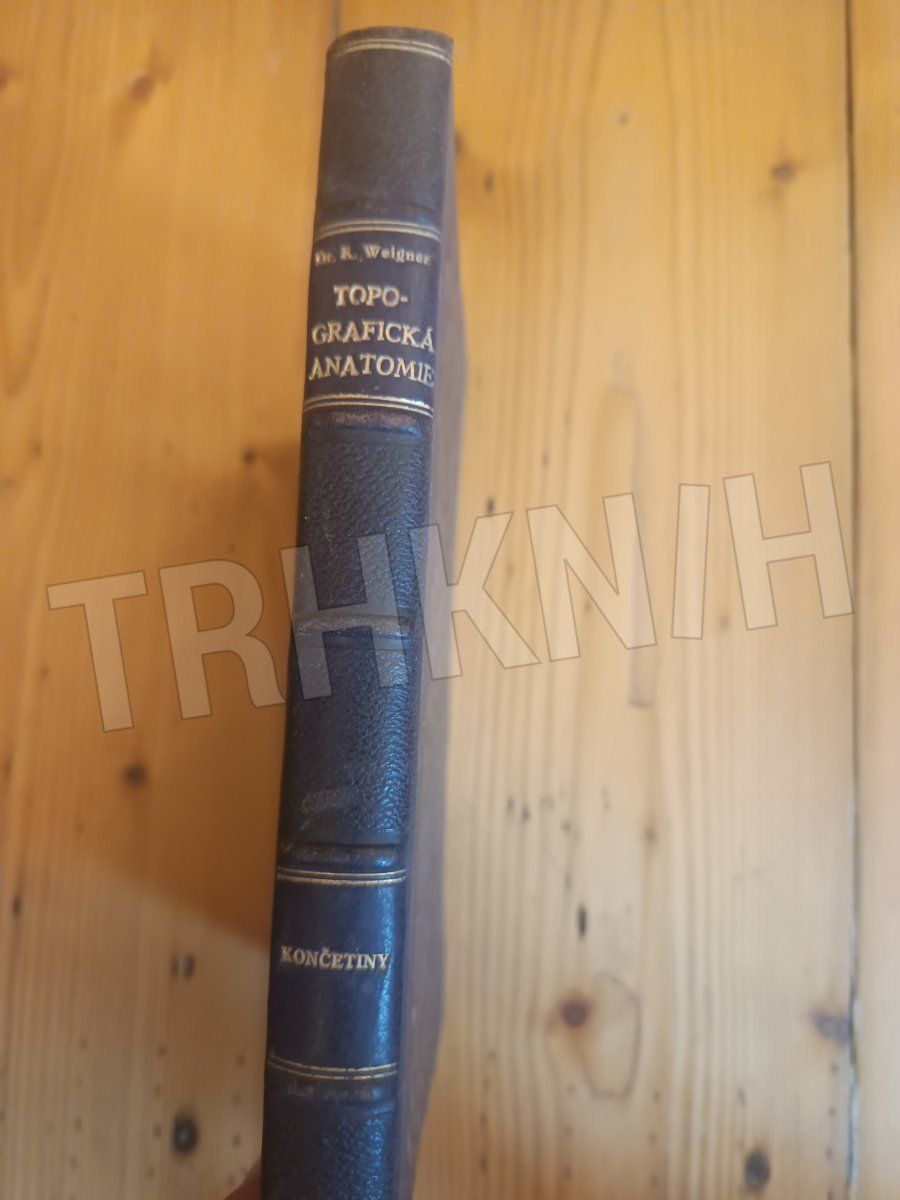 Dr. R. Weigner
TOPO-
GRAFICKÁ
ANATOMIE
TRHKNIH
KONČETINY